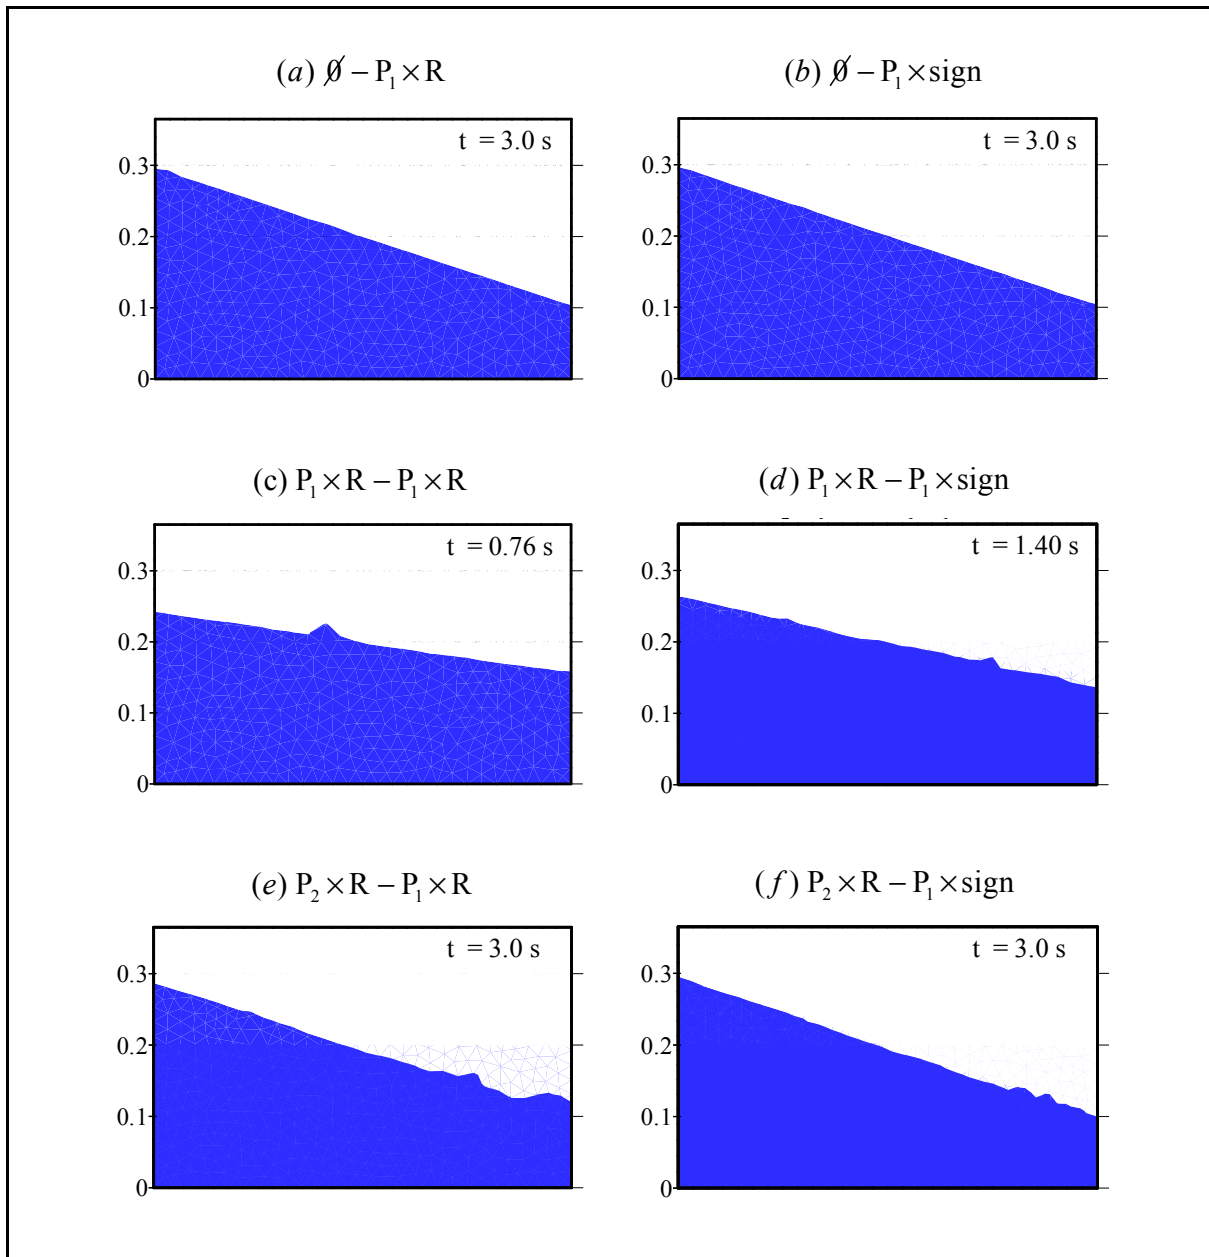 (a) ∅ − P₁ × R
(b) ∅ − P₁ × sign
t = 3.0 s
0.3
0.2
0.1
0
t = 3.0 s
0.3
0.2
0.1
0
(c) P₁ × R − P₁ × R
(d) P₁ × R − P₁ × sign
t = 0.76 s
0.3
0.2
0.1
0
t = 1.40 s
0.3
0.2
0.1
0
(e) P₂ × R − P₁ × R
(f) P₂ × R − P₁ × sign
t = 3.0 s
0.3
0.2
0.1
0
t = 3.0 s
0.3
0.2
0.1
0